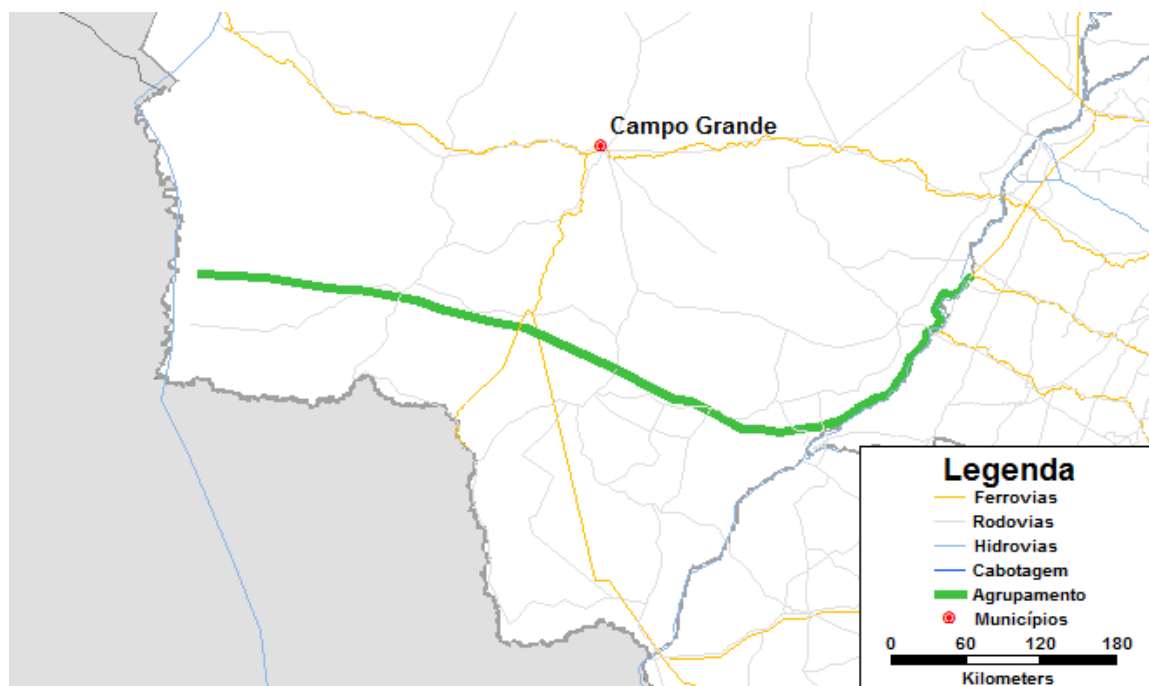 Campo Grande
Legenda
Ferrovias
Rodovias
Hidrovias
Cabotagem
Agrupamento
Municípios
0 60 120 180
Kilometers